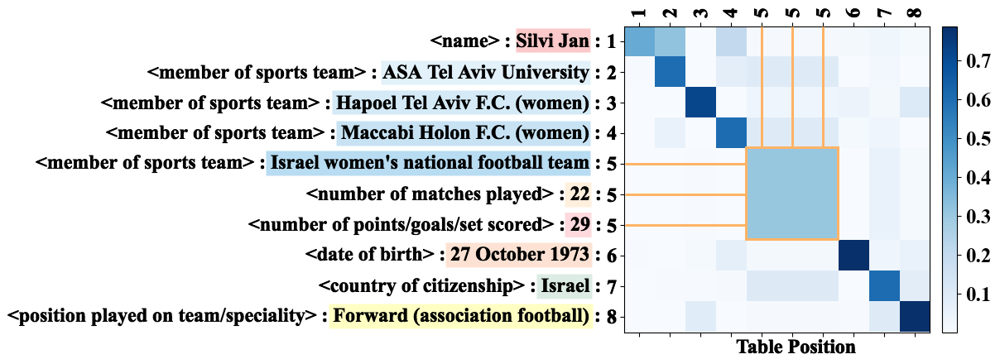 1 2 3 4 5 5 5 6 7 8
<name> : Silvi Jan : 1
<member of sports team> : ASA Tel Aviv University : 2
<member of sports team> : Hapoel Tel Aviv F.C. (women) : 3
<member of sports team> : Maccabi Holon F.C. (women) : 4
<member of sports team> : Israel women's national football team : 5
<number of matches played> : 22 : 5
<number of points/goals/set scored> : 29 : 5
<date of birth> : 27 October 1973 : 6
<country of citizenship> : Israel : 7
<position played on team/speciality> : Forward (association football) : 8
Table Position
0.7
0.6
0.5
0.4
0.3
0.2
0.1